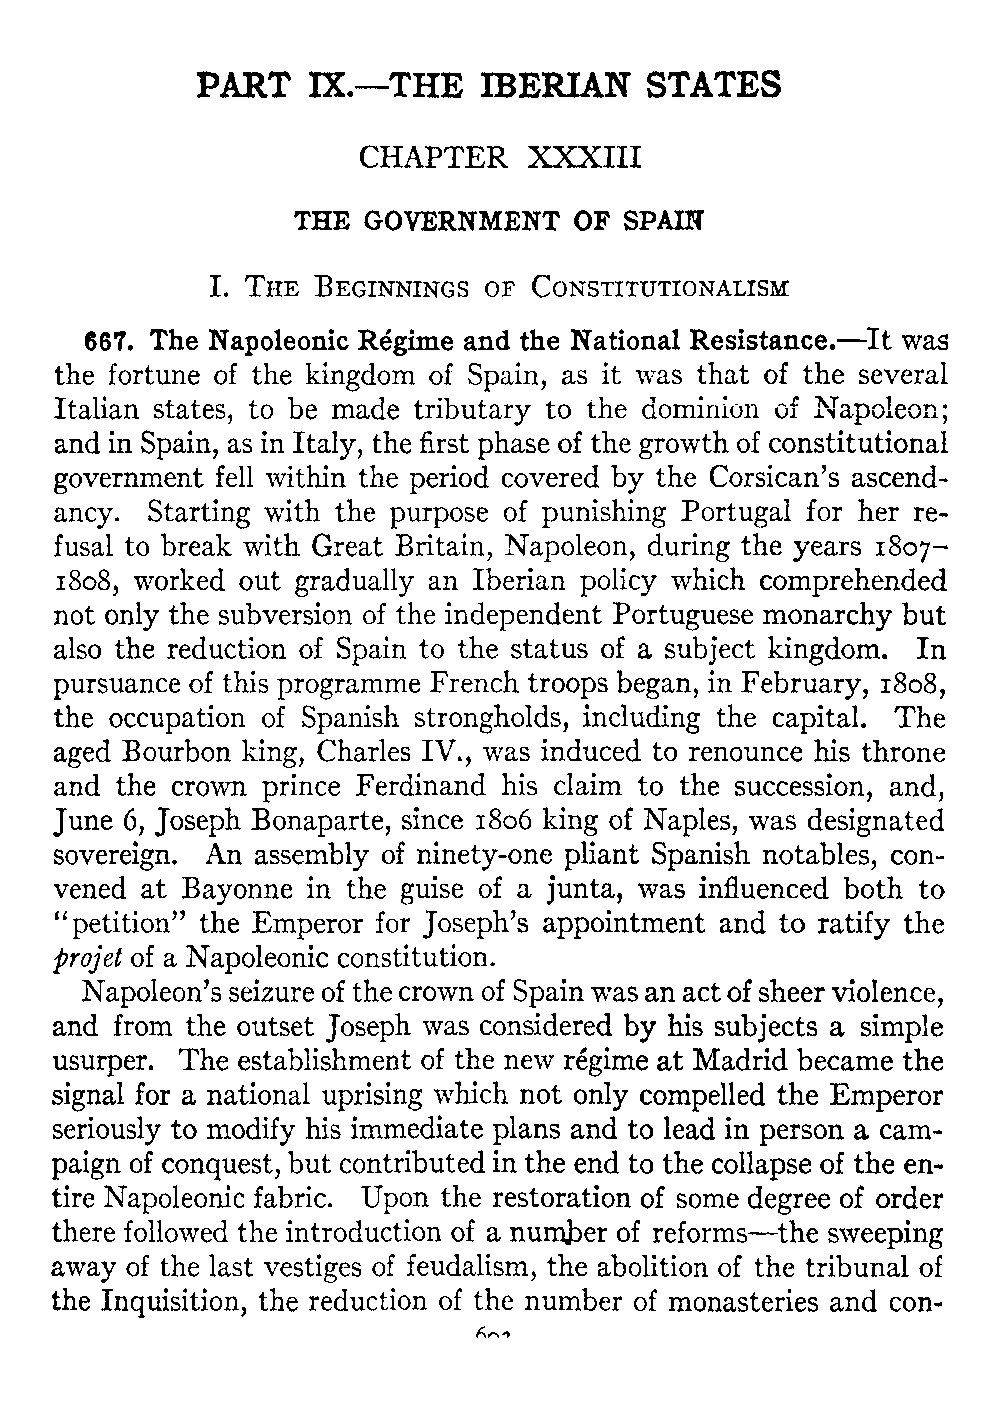 PART IX.—THE IBERIAN STATES
CHAPTER XXXIII
THE GOVERNMENT OF SPAIN
I. THE BEGINNINGS OF CONSTITUTIONALISM
667. The Napoleonic Régime and the National Resistance.—It was
the fortune of the kingdom of Spain, as it was that of the several
Italian states, to be made tributary to the dominion of Napoleon;
and in Spain, as in Italy, the first phase of the growth of constitutional
government fell within the period covered by the Corsican's ascend-
ancy. Starting with the purpose of punishing Portugal for her re-
fusal to break with Great Britain, Napoleon, during the years 1807–
1808, worked out gradually an Iberian policy which comprehended
not only the subversion of the independent Portuguese monarchy but
also the reduction of Spain to the status of a subject kingdom. In
pursuance of this programme French troops began, in February, 1808,
the occupation of Spanish strongholds, including the capital. The
aged Bourbon king, Charles IV., was induced to renounce his throne
and the crown prince Ferdinand his claim to the succession, and,
June 6, Joseph Bonaparte, since 1806 king of Naples, was designated
sovereign. An assembly of ninety-one pliant Spanish notables, con-
vened at Bayonne in the guise of a junta, was influenced both to
"petition" the Emperor for Joseph's appointment and to ratify the
projet of a Napoleonic constitution.
Napoleon's seizure of the crown of Spain was an act of sheer violence,
and from the outset Joseph was considered by his subjects a simple
usurper. The establishment of the new régime at Madrid became the
signal for a national uprising which not only compelled the Emperor
seriously to modify his immediate plans and to lead in person a cam-
paign of conquest, but contributed in the end to the collapse of the en-
tire Napoleonic fabric. Upon the restoration of some degree of order
there followed the introduction of a number of reforms—the sweeping
away of the last vestiges of feudalism, the abolition of the tribunal of
the Inquisition, the reduction of the number of monasteries and con-